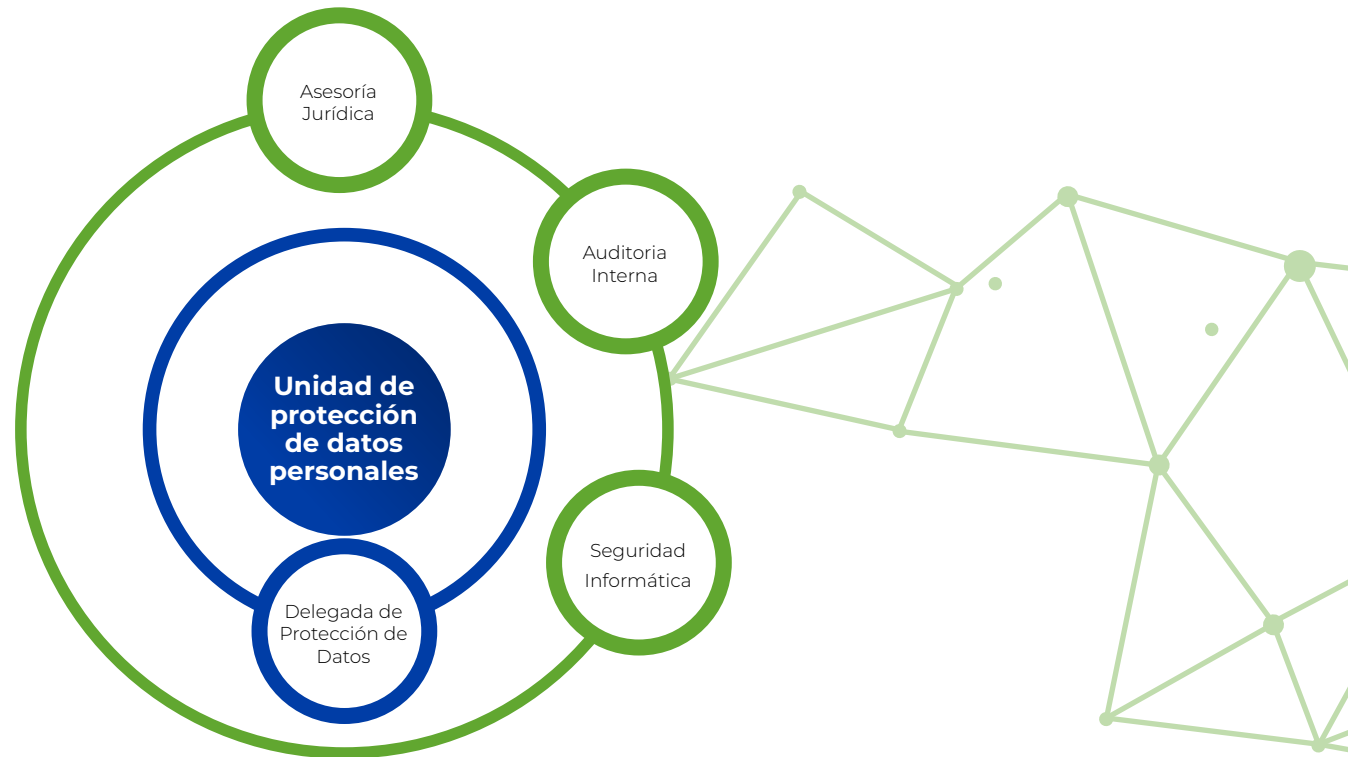 Asesoría
Jurídica
Auditoria
Interna
Unidad de
protección
de datos
personales
Seguridad
Informática
Delegada de
Protección de
Datos